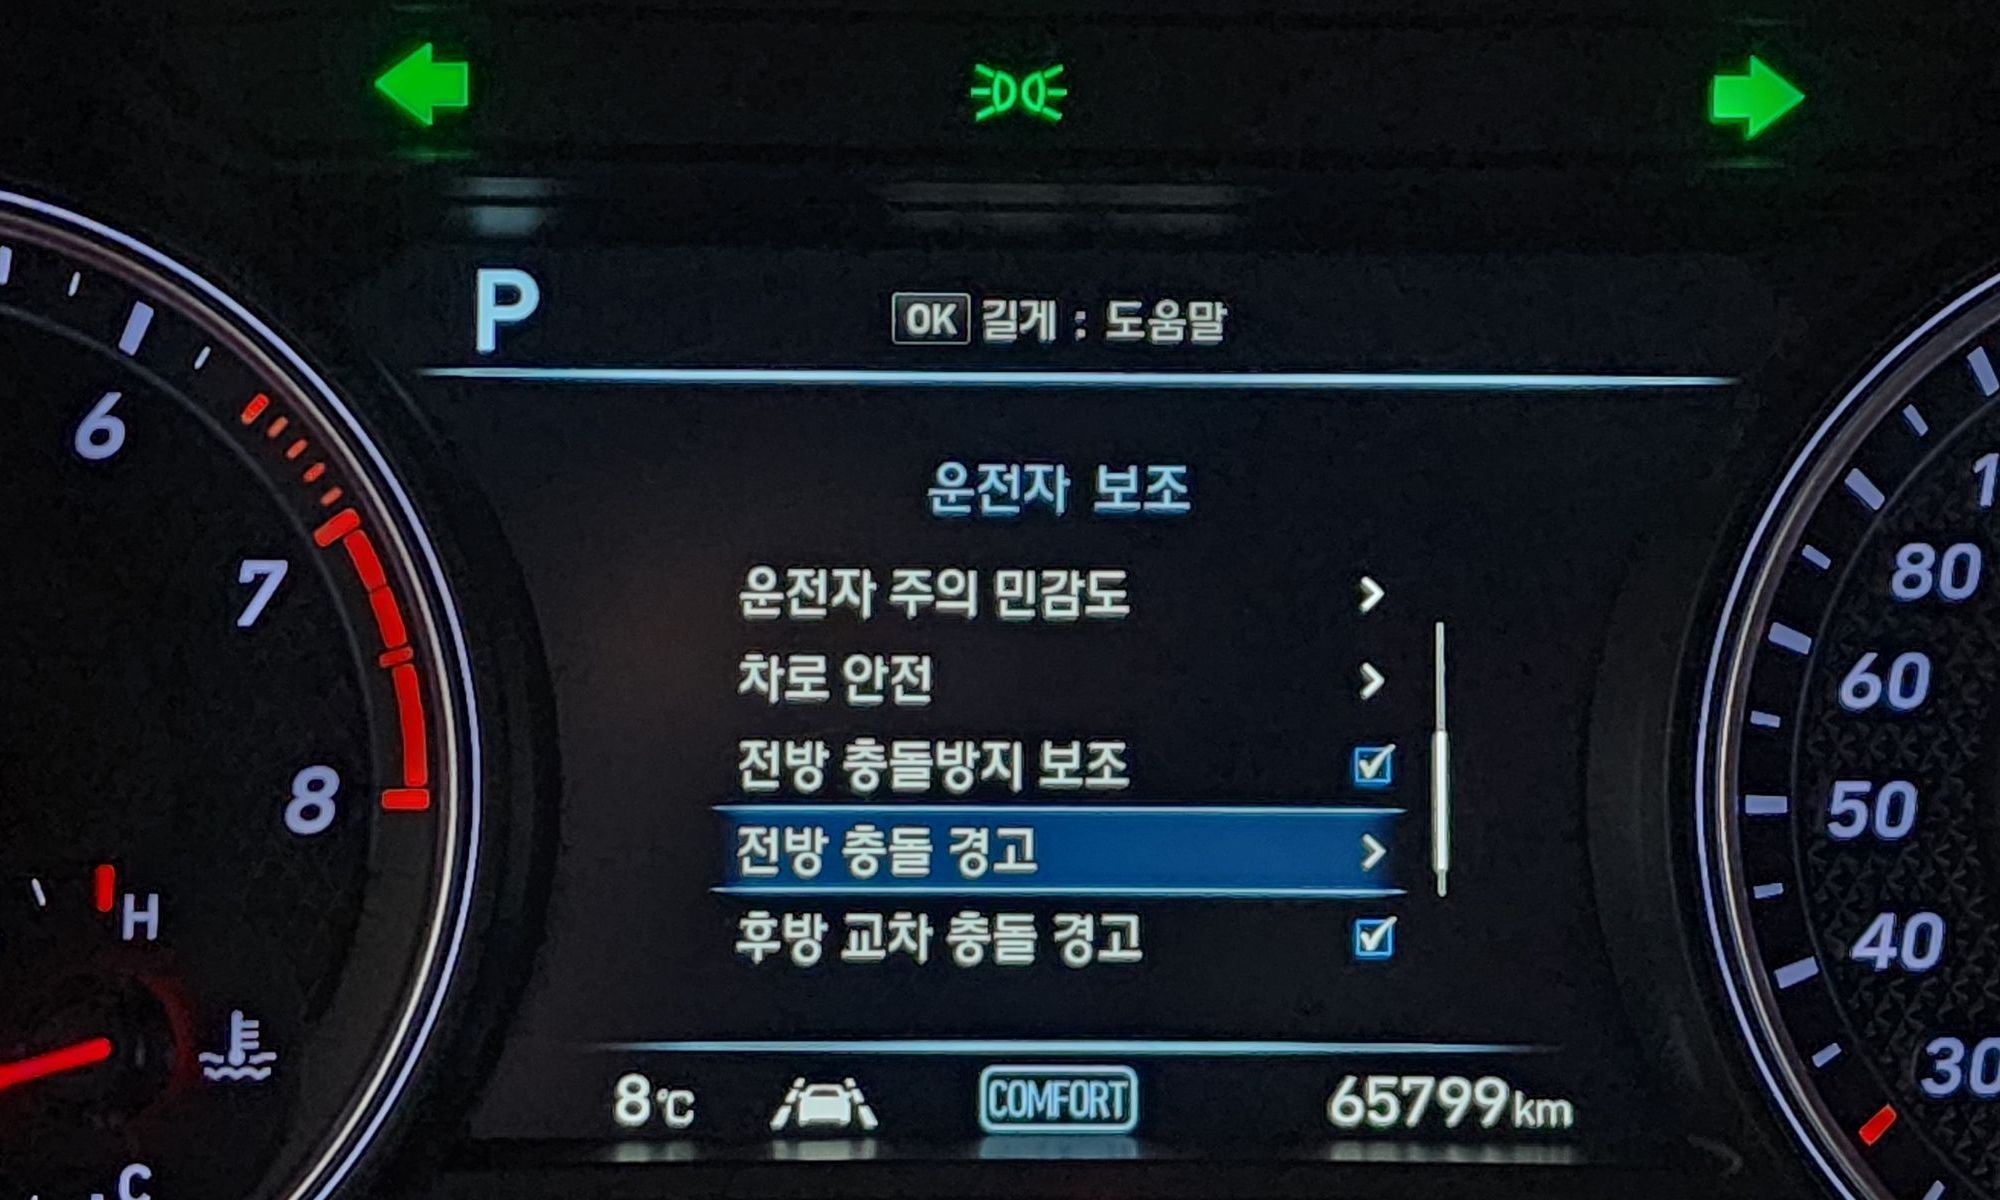 P
OK 길게 : 도움말
운전자 보조
운전자 주의 민감도
차로 안전
전방 충돌방지 보조
전방 충돌 경고
후방 교차 충돌 경고
8℃ COMFORT 65799km
6
7
8
H
C
80
60
50
40
30